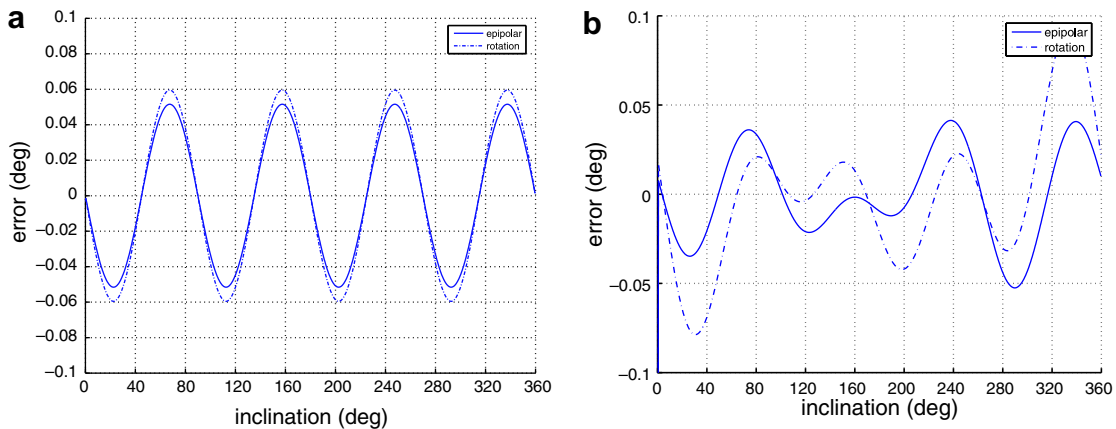 a
0.1
0.08
0.06
0.04
0.02
0
−0.02
−0.04
−0.06
−0.08
−0.1
error (deg)
0 40 80 120 160 200 240 280 320 360
inclination (deg)
epipolar
rotation
b
0.1
0.05
0
−0.05
−0.1
error (deg)
0 40 80 120 160 200 240 280 320 360
inclination (deg)
epipolar
rotation